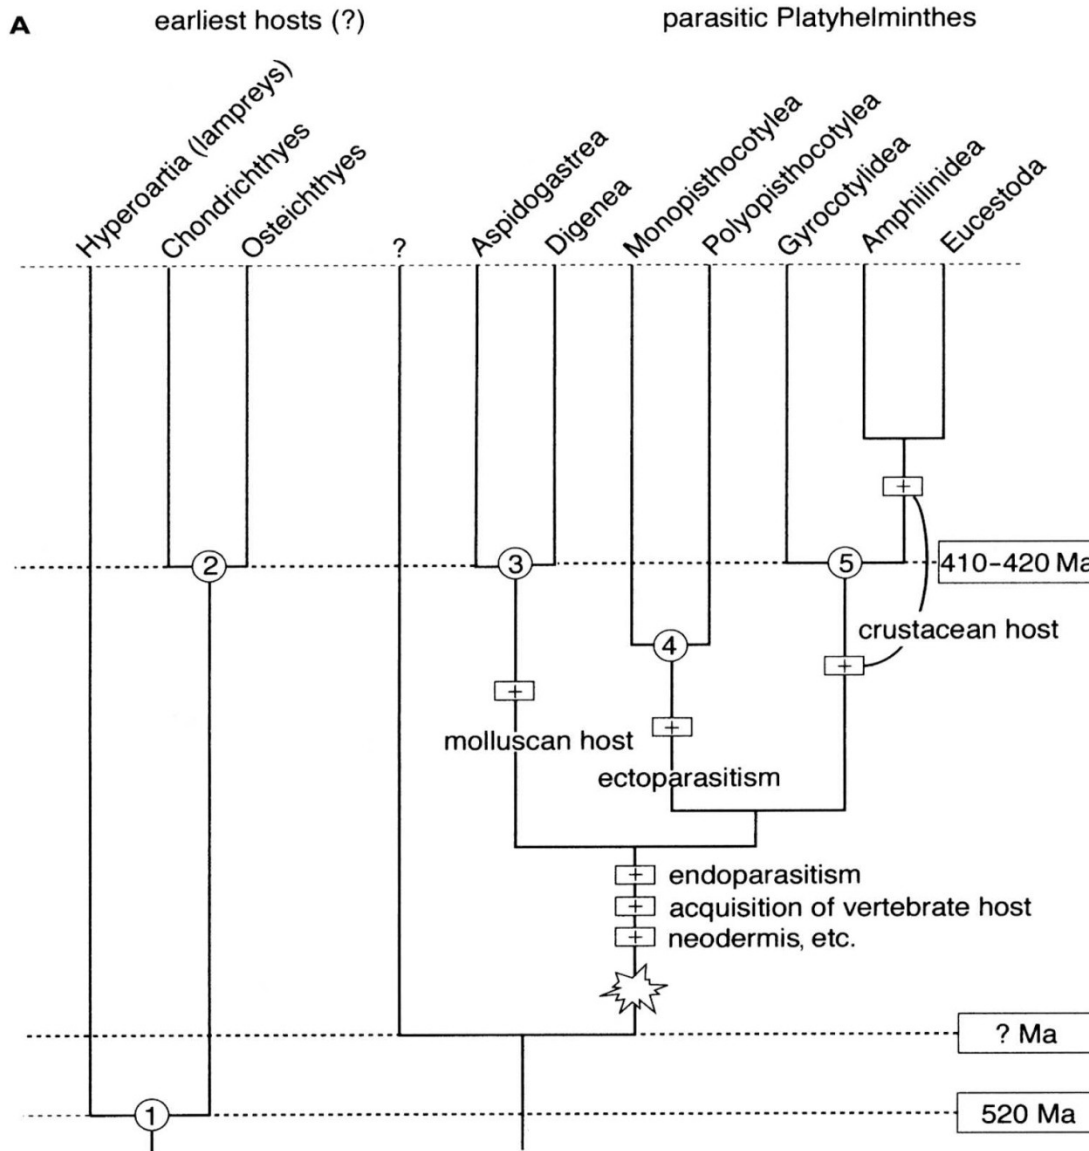 A
earliest hosts (?)
parasitic Platyhelminthes
Hyperoartia (lampreys)
Chondrichthyes
Osteichthyes
?
Aspidogastrea
Digenea
Monopisthocotylea
Polyopisthocotylea
Gyrocotylidea
Amphilinidea
Eucestoda
+
2
3
5
410–420 Ma
crustacean host
4
+
+
molluscan host
+
ectoparasitism
+ endoparasitism
+ acquisition of vertebrate host
+ neodermis, etc.
? Ma
1
520 Ma